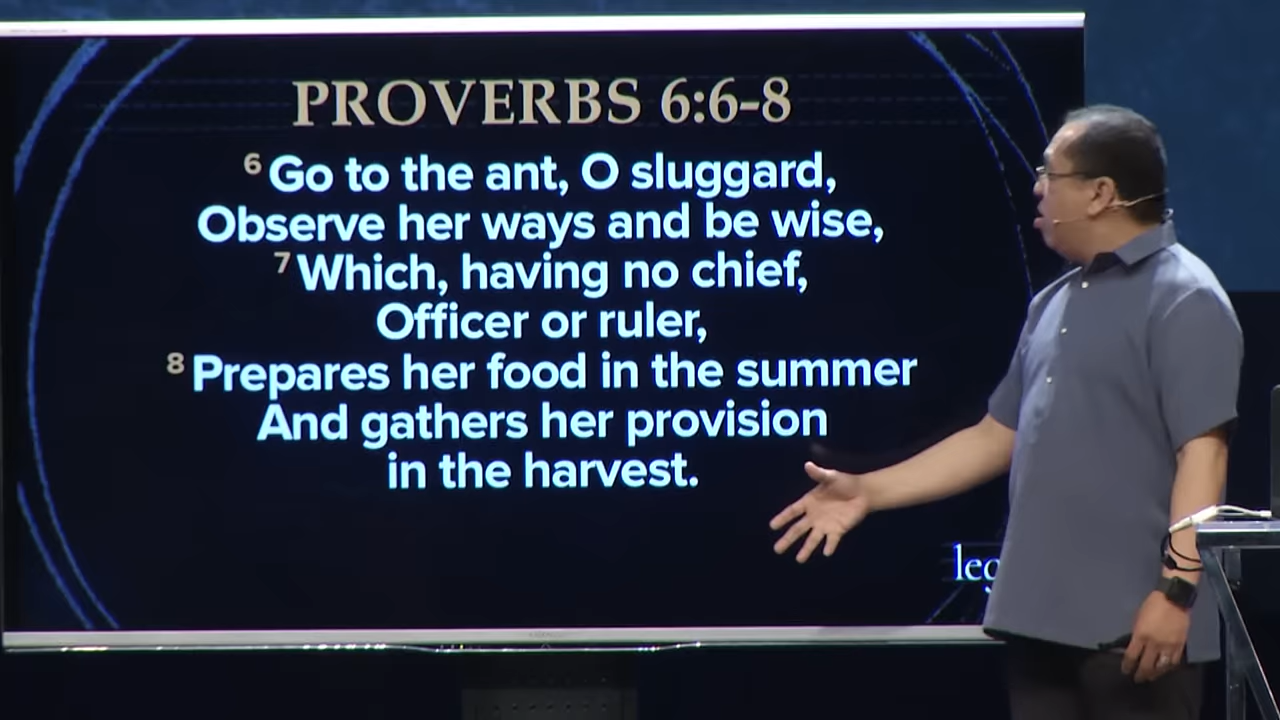 PROVERBS 6:6-8
6 Go to the ant, O sluggard,
Observe her ways and be wise,
7 Which, having no chief,
Officer or ruler,
8 Prepares her food in the summer
And gathers her provision
in the harvest.